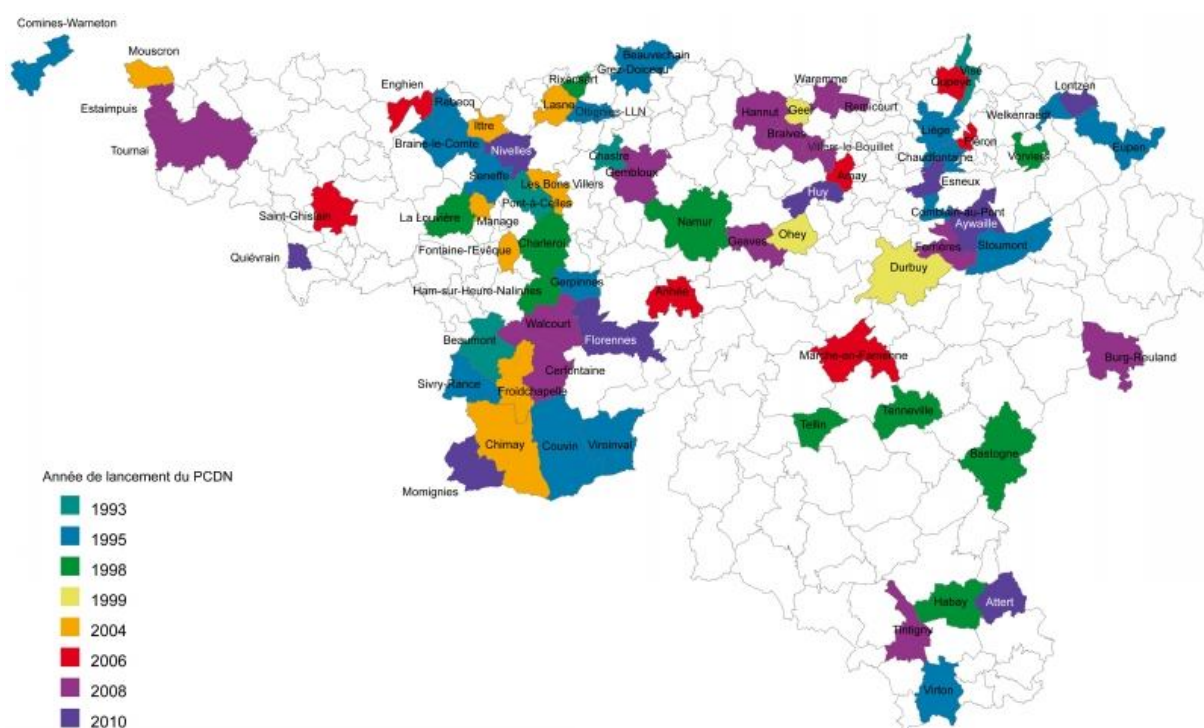 Comines-Warneton
Mouscron
Estaimpuis
Tournai
Saint-Ghislain
Quiévrain
Enghien
Rebecq
Braine-le-Comte
Ittre
Nivelles
Seneffe
La Louvière
Manage
Fontaine-l'Evêque
Les Bons Villers
Pont-à-Celles
Charleroi
Ham-sur-Heure-Nalinnes
Gerpinnes
Rixensart
Lasne
Ottignies-LLN
Beauvechain
Grez-Doiceau
Chastre
Gembloux
Namur
Gesves
Ohey
Anhée
Walcourt
Florennes
Beaumont
Cerfontaine
Sivry-Rance
Froidchapelle
Chimay
Couvin
Viroinval
Momignies
Waremme
Remicourt
Hannut
Geer
Braives
Villers-le-Bouillet
Amay
Huy
Oupeye
Visé
Liège
Fléron
Chaudfontaine
Esneux
Comblain-au-Pont
Aywaille
Ferrières
Stoumont
Durbuy
Welkenraedt
Lontzen
Eupen
Verviers
Marche-en-Famenne
Burg-Reuland
Tellin
Tenneville
Bastogne
Habay
Attert
Tintigny
Virton
Année de lancement du PCDN
1993
1995
1998
1999
2004
2006
2008
2010